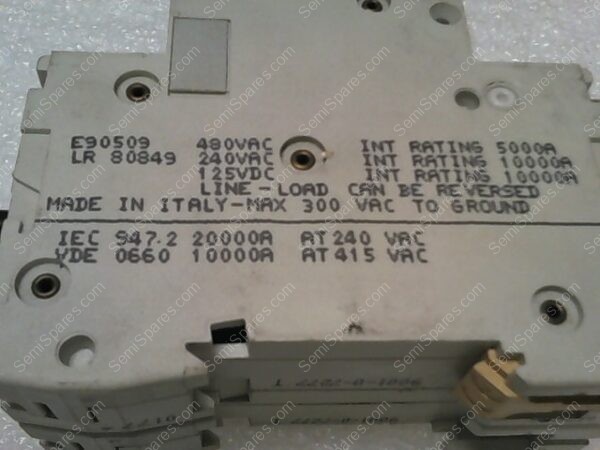 E90509 480VAC INT RATING 5000A
LR 80849 240VAC INT RATING 10000A
125VDC INT RATING 10000A
LINE-LOAD CAN BE REVERSED
MADE IN ITALY-MAX 300 VAC TO GROUND
IEC 947.2 20000A AT 240 VAC
VDE 0660 10000A AT 415 VAC
SemiSpares.com